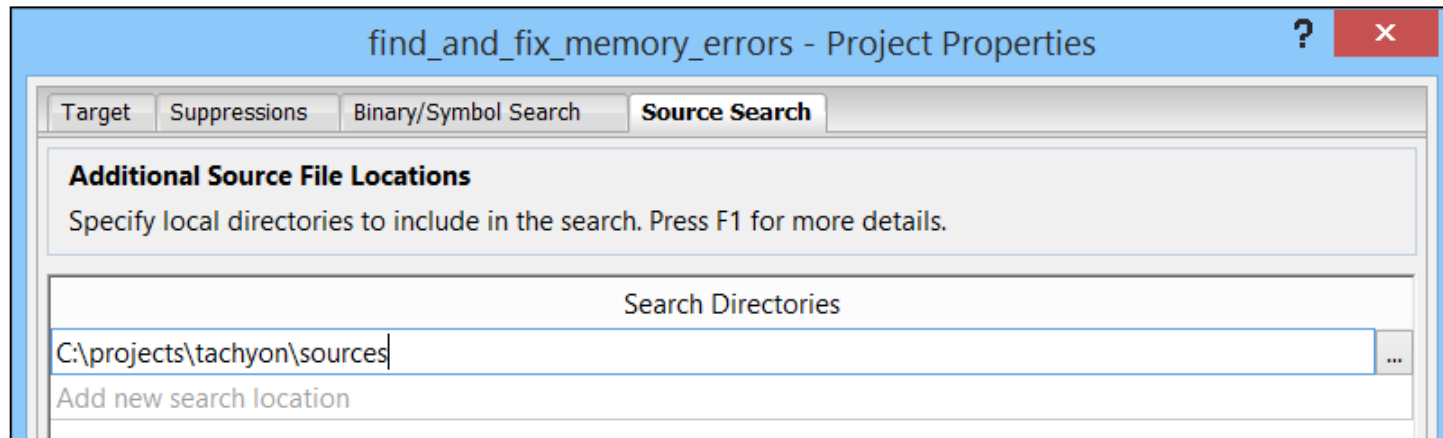 find_and_fix_memory_errors - Project Properties
? ×
Target Suppressions Binary/Symbol Search Source Search
Additional Source File Locations
Specify local directories to include in the search. Press F1 for more details.
Search Directories
C:\projects\tachyon\sources
...
Add new search location